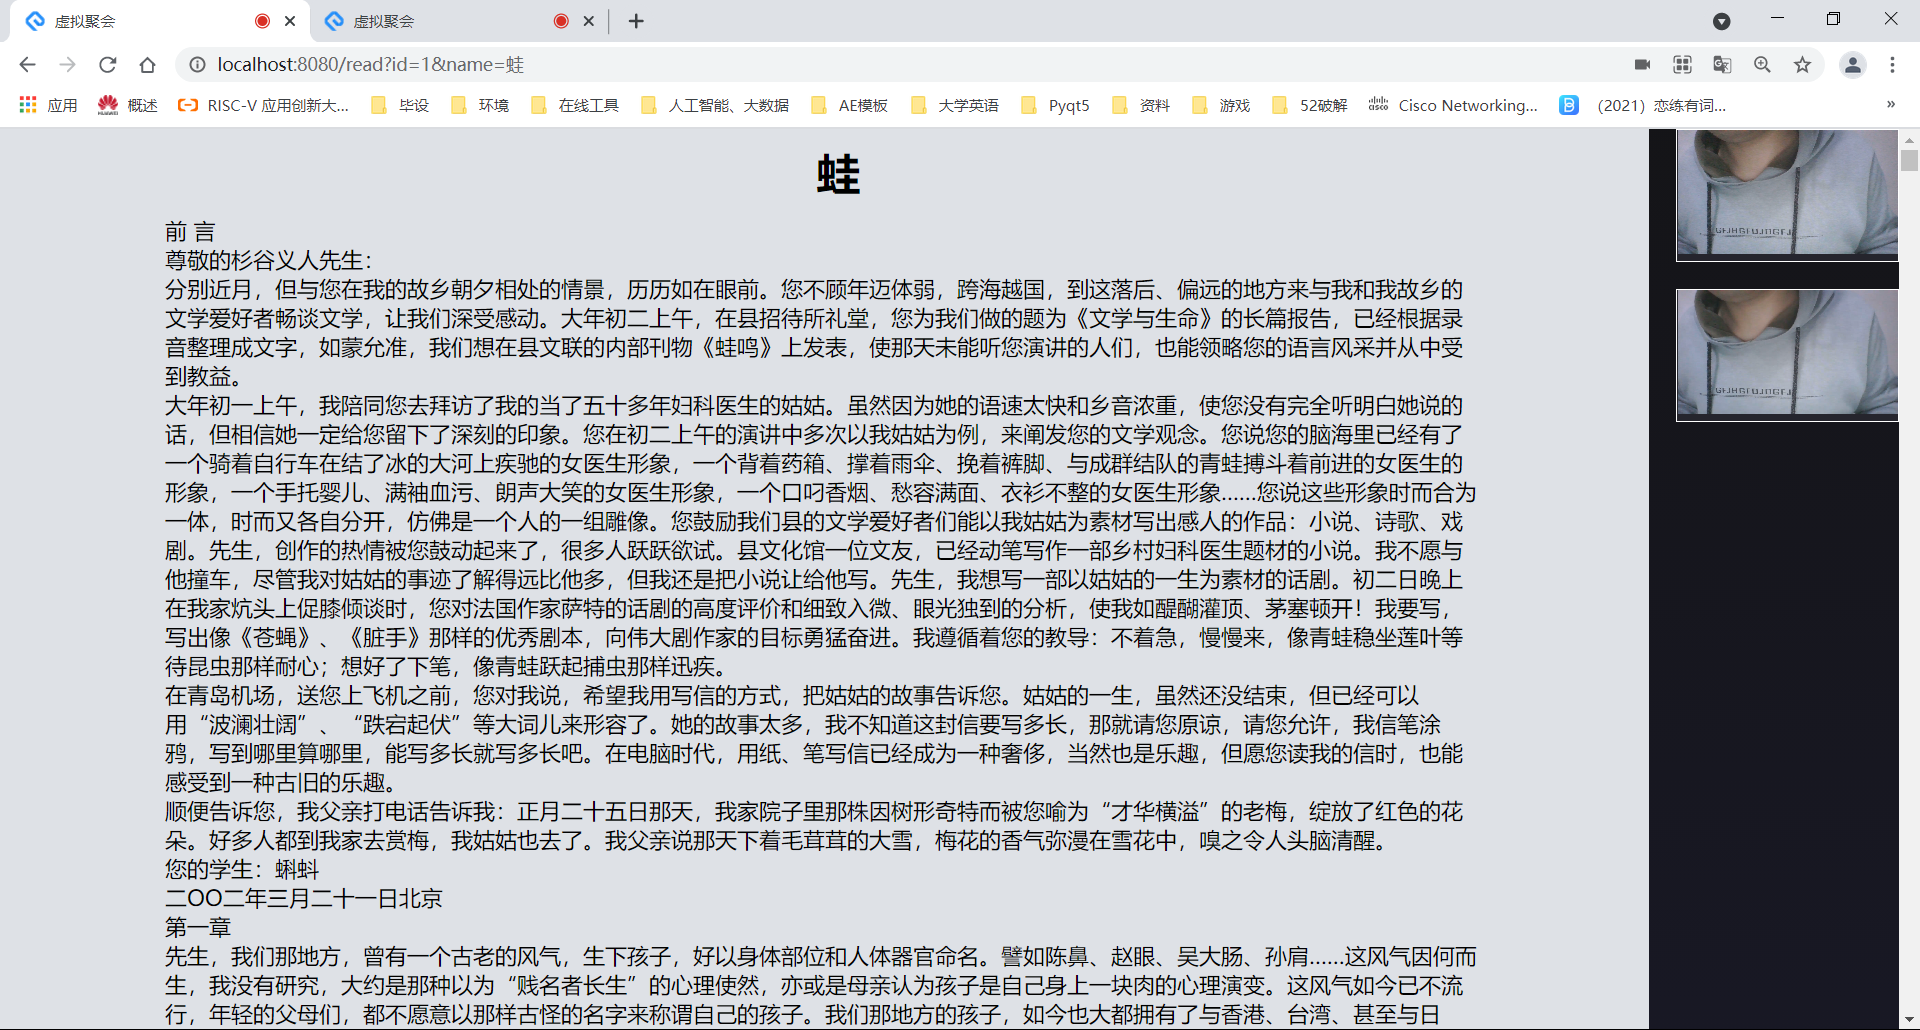 虚拟聚会
虚拟聚会
localhost:8080/read?id=1&name=蛙
应用
概述
RISC-V 应用创新大...
毕设
环境
在线工具
人工智能、大数据
AE模板
大学英语
Pyqt5
资料
游戏
52破解
Cisco Networking...
(2021) 恋练有词...
»
蛙
前 言
尊敬的杉谷义人先生：
分别近月，但与您在我的故乡朝夕相处的情景，历历如在眼前。您不顾年迈体弱，跨海越国，到这落后、偏远的地方来与我和我故乡的
文学爱好者畅谈文学，让我们深受感动。大年初二上午，在县招待所礼堂，您为我们做的题为《文学与生命》的长篇报告，已经根据录
音整理成文字，如蒙允准，我们想在县文联的内部刊物《蛙鸣》上发表，使那天未能听您演讲的人们，也能领略您的语言风采并从中受
到教益。
大年初一上午，我陪同您去拜访了我的当了五十多年妇科医生的姑姑。虽然因为她的语速太快和乡音浓重，使您没有完全听明白她说的
话，但相信她一定给您留下了深刻的印象。您在初二上午的演讲中多次以我姑姑为例，来阐发您的文学观念。您说您的脑海里已经有了
一个骑着自行车在结了冰的大河上疾驰的女医生形象，一个背着药箱、撑着雨伞、挽着裤脚、与成群结队的青蛙搏斗着前进的女医生的
形象，一个手托婴儿、满袖血污、朗声大笑的女医生形象，一个口叼香烟、愁容满面、衣衫不整的女医生形象......您说这些形象时而合为
一体，时而又各自分开，仿佛是一个人的一组雕像。您鼓励我们县的文学爱好者们能以我姑姑为素材写出感人的作品：小说、诗歌、戏
剧。先生，创作的热情被您鼓动起来了，很多人跃跃欲试。县文化馆一位文友，已经动笔写作一部乡村妇科医生题材的小说。我不愿与
他撞车，尽管我对姑姑的事迹了解得远比他多，但我还是把小说让给他写。先生，我想写一部以姑姑的一生为素材的话剧。初二日晚上
在我家炕头上促膝倾谈时，您对法国作家萨特的话剧的高度评价和细致入微、眼光独到的分析，使我如醍醐灌顶、茅塞顿开！我要写，
写出像《苍蝇》、《脏手》那样的优秀剧本，向伟大剧作家的目标勇猛奋进。我遵循着您的教导：不着急，慢慢来，像青蛙稳坐莲叶等
待昆虫那样耐心；想好了下笔，像青蛙跃起捕虫那样迅疾。
在青岛机场，送您上飞机之前，您对我说，希望我用写信的方式，把姑姑的故事告诉您。姑姑的一生，虽然还没结束，但已经可以
用“波澜壮阔”、“跌宕起伏”等大词儿来形容了。她的故事太多，我不知道这封信要写多长，那就请您原谅，请您允许，我信笔涂
鸦，写到哪里算哪里，能写多长就写多长吧。在电脑时代，用纸、笔写信已经成为一种奢侈，当然也是乐趣，但愿您读我的信时，也能
感受到一种古旧的乐趣。
顺便告诉您，我父亲打电话告诉我：正月二十五日那天，我家院子里那株因树形奇特而被您喻为“才华横溢”的老梅，绽放了红色的花
朵。好多人都到我家去赏梅，我姑姑也去了。我父亲说那天下着毛茸茸的大雪，梅花的香气弥漫在雪花中，嗅之令人头脑清醒。
您的学生：蝌蚪
二OO二年三月二十一日北京
第一章
先生，我们那地方，曾有一个古老的风气，生下孩子，好以身体部位和人体器官命名。譬如陈鼻、赵眼、吴大肠、孙肩......这风气因何而
生，我没有研究，大约是那种以为“贱名者长生”的心理使然，亦或是母亲认为孩子是自己身上一块肉的心理演变。这风气如今已不流
行，年轻的父母们，都不愿意以那样古怪的名字来称谓自己的孩子。我们那地方的孩子，如今也大都拥有了与香港、台湾、甚至与日